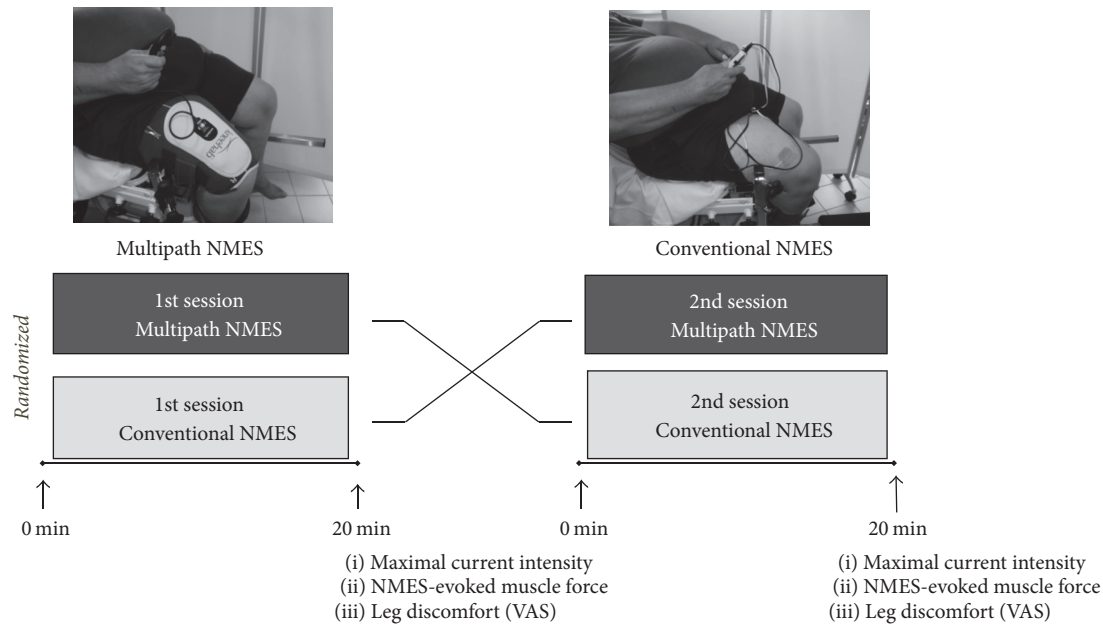 kneehab
Multipath NMES
Conventional NMES
Randomized
1st session
Multipath NMES
1st session
Conventional NMES
2nd session
Multipath NMES
2nd session
Conventional NMES
0 min
20 min
0 min
20 min
(i) Maximal current intensity
(ii) NMES-evoked muscle force
(iii) Leg discomfort (VAS)
(i) Maximal current intensity
(ii) NMES-evoked muscle force
(iii) Leg discomfort (VAS)